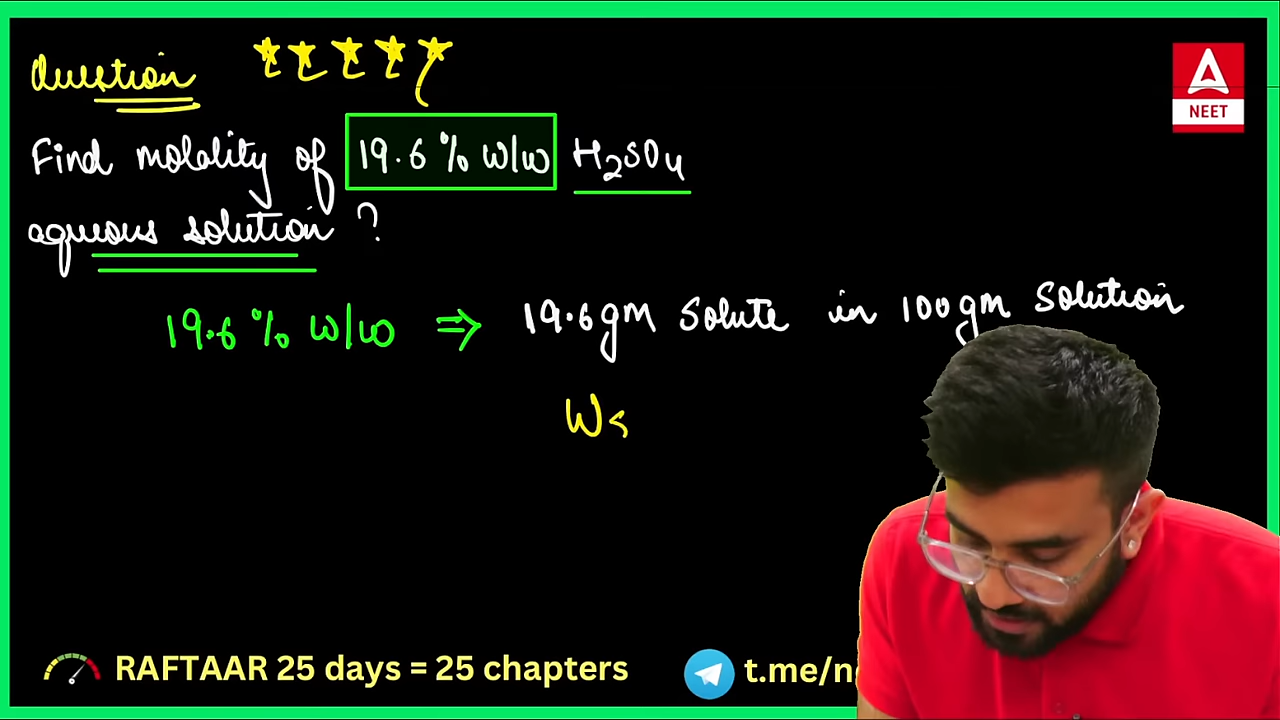 Question
Find molality of 19.6 % W/W H2SO4
aqueous solution ?
19.6 % W/W ⇒ 19.6gm Solute in 100gm Solution
Ws
A
NEET
RAFTAAR 25 days = 25 chapters
t.me/n